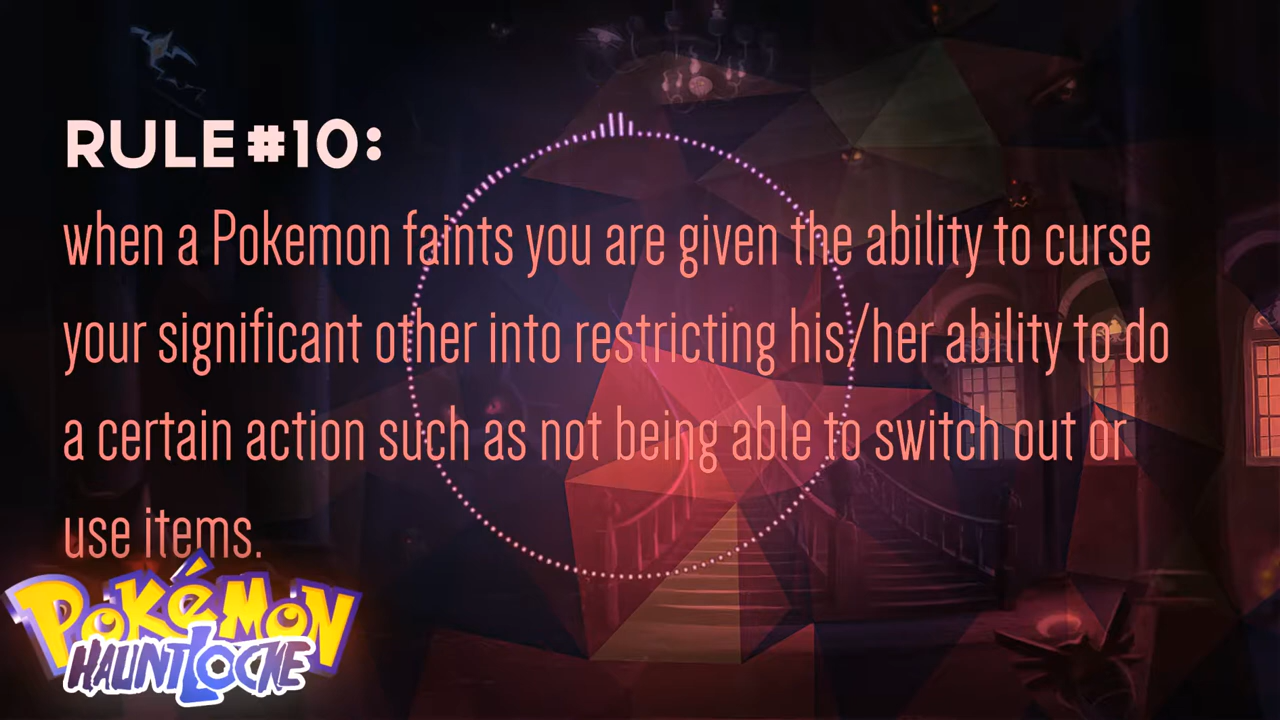 RULE #10:
when a Pokemon faints you are given the ability to curse
your significant other into restricting his/her ability to do
a certain action such as not being able to switch out or
use items.
POKéMON
HAUNTLOCKE